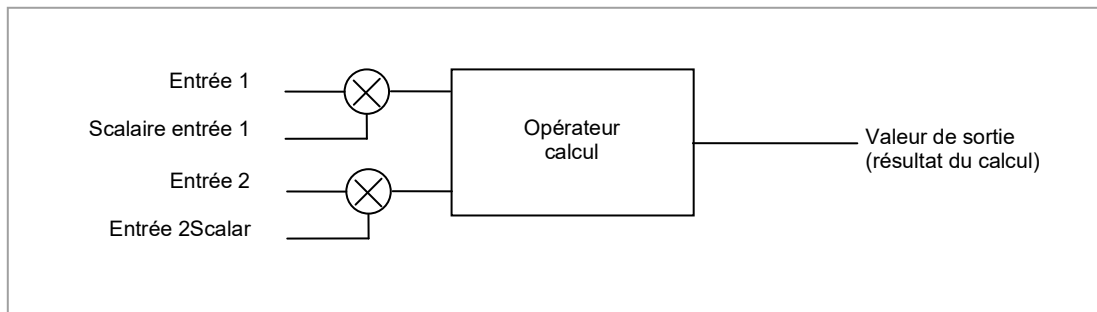 Entrée 1
Scalaire entrée 1
Entrée 2
Entrée 2Scalar
Opérateur
calcul
Valeur de sortie
(résultat du calcul)